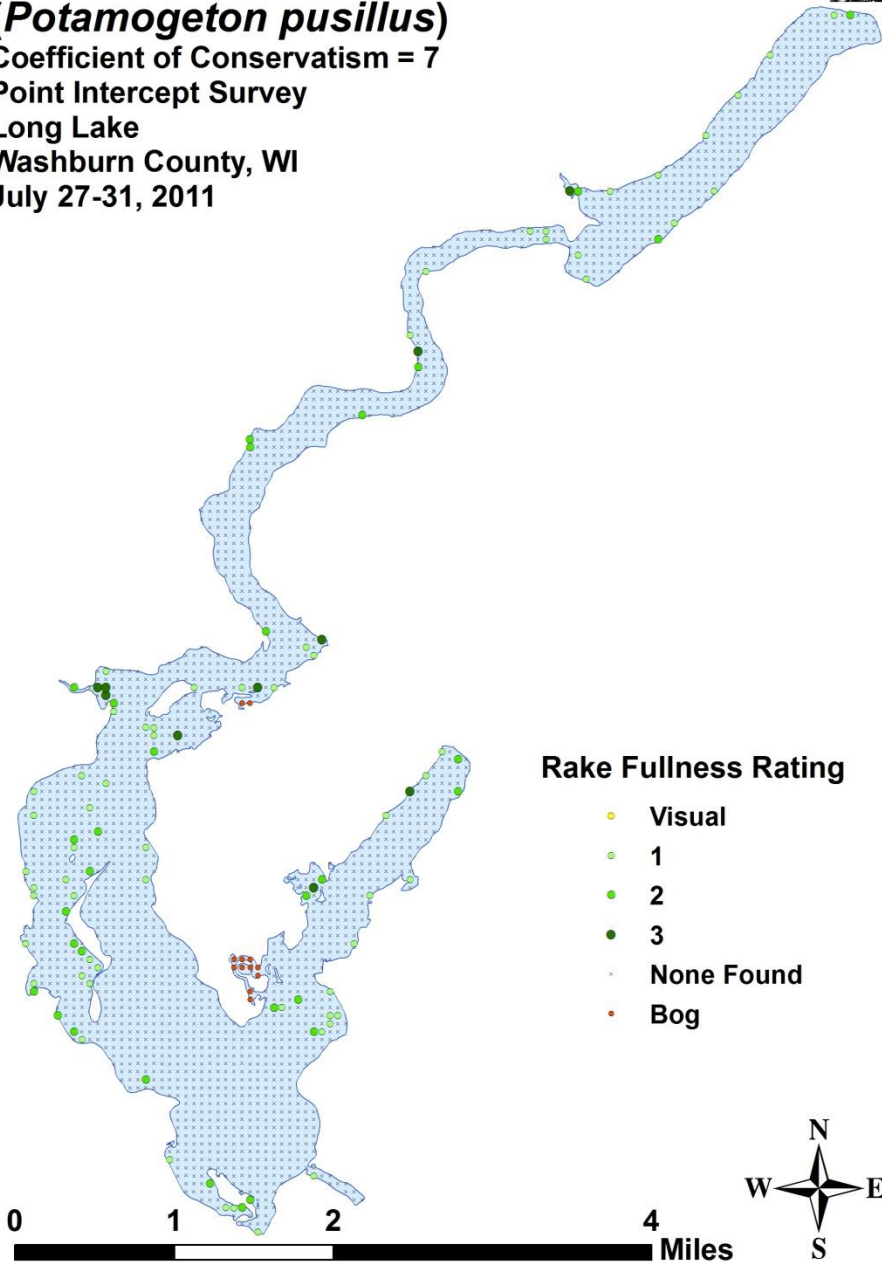 (Potamogeton pusillus)
Coefficient of Conservatism = 7
Point Intercept Survey
Long Lake
Washburn County, WI
July 27-31, 2011
Rake Fullness Rating
Visual
1
2
3
None Found
Bog
N
W E
S
0 1 2 4
Miles